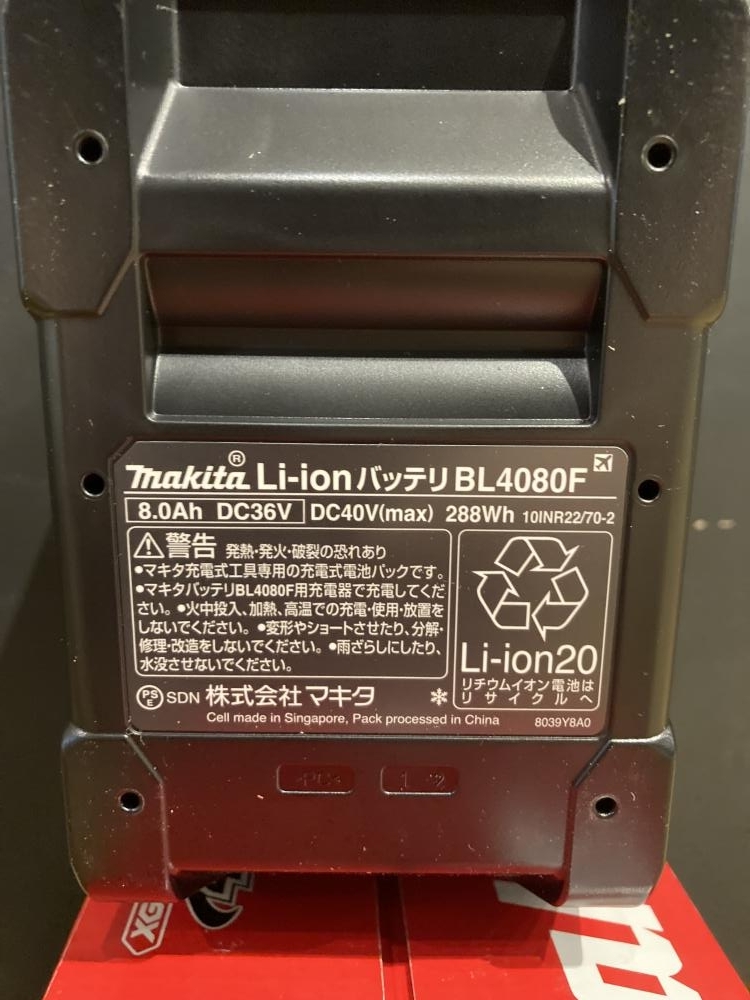 makita® Li-ionバッテリ BL4080F
8.0Ah DC36V DC40V(max) 288Wh 10INR22/70-2
警告 発熱・発火・破裂の恐れあり
●マキタ充電式工具専用の充電式電池パックです。
●マキタバッテリBL4080F用充電器で充電してくだ
さい。●火中投入、加熱、高温での充電・使用・放置を
しないでください。●変形やショートさせたり、分解・
修理・改造をしないでください。●雨ざらしにしたり、
水没させないでください。
Li-ion20
リチウムイオン電池は
リサイクルへ
PSE SDN 株式会社マキタ
Cell made in Singapore, Pack processed in China 8039Y8A0
XG